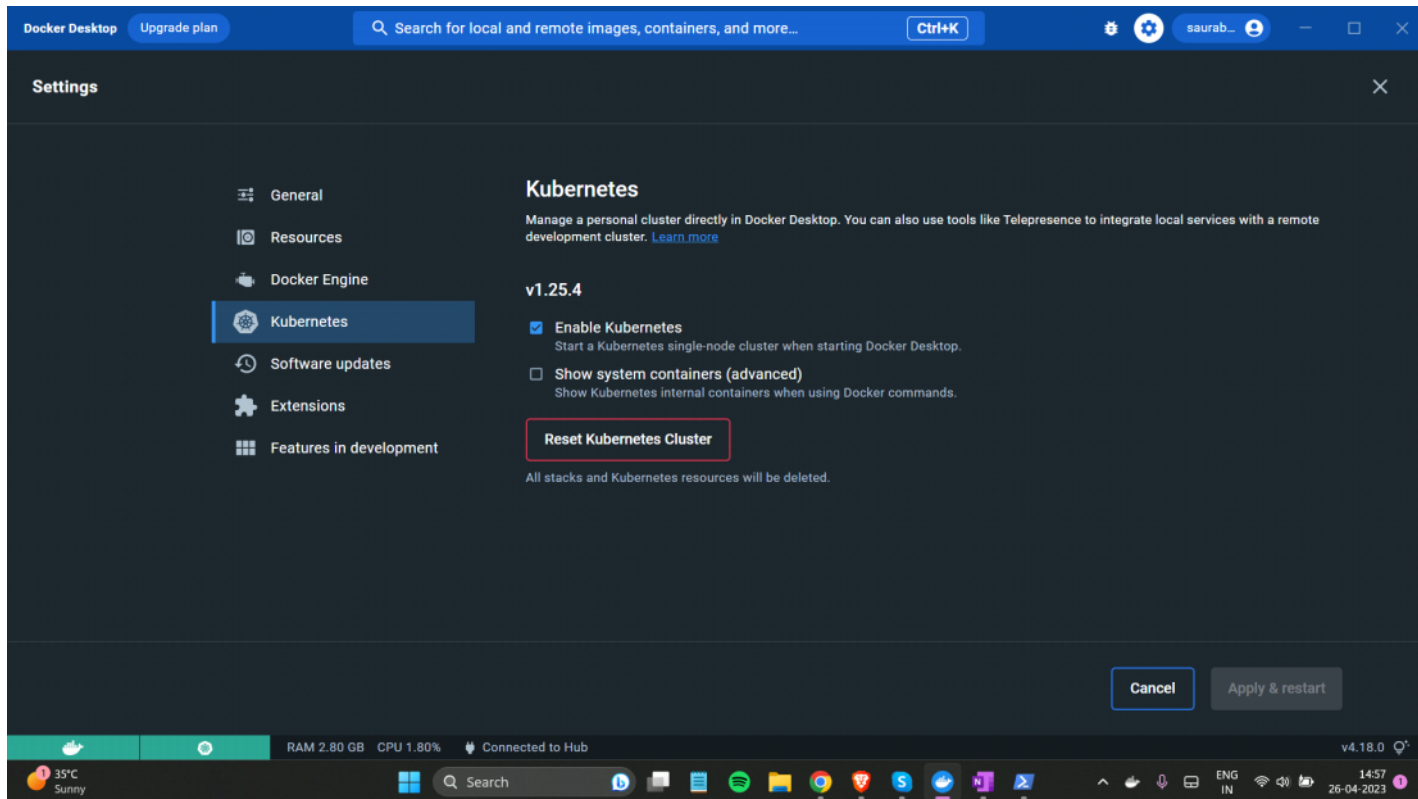 Docker Desktop Upgrade plan Search for local and remote images, containers, and more... Ctrl+K saurab...
Settings
General
Resources
Docker Engine
Kubernetes
Software updates
Extensions
Features in development
Kubernetes
Manage a personal cluster directly in Docker Desktop. You can also use tools like Telepresence to integrate local services with a remote
development cluster. Learn more
v1.25.4
Enable Kubernetes
Start a Kubernetes single-node cluster when starting Docker Desktop.
Show system containers (advanced)
Show Kubernetes internal containers when using Docker commands.
Reset Kubernetes Cluster
All stacks and Kubernetes resources will be deleted.
Cancel Apply & restart
RAM 2.80 GB CPU 1.80% Connected to Hub v4.18.0
1 35°C
Sunny
Search
ENG
IN
14:57
26-04-2023
1